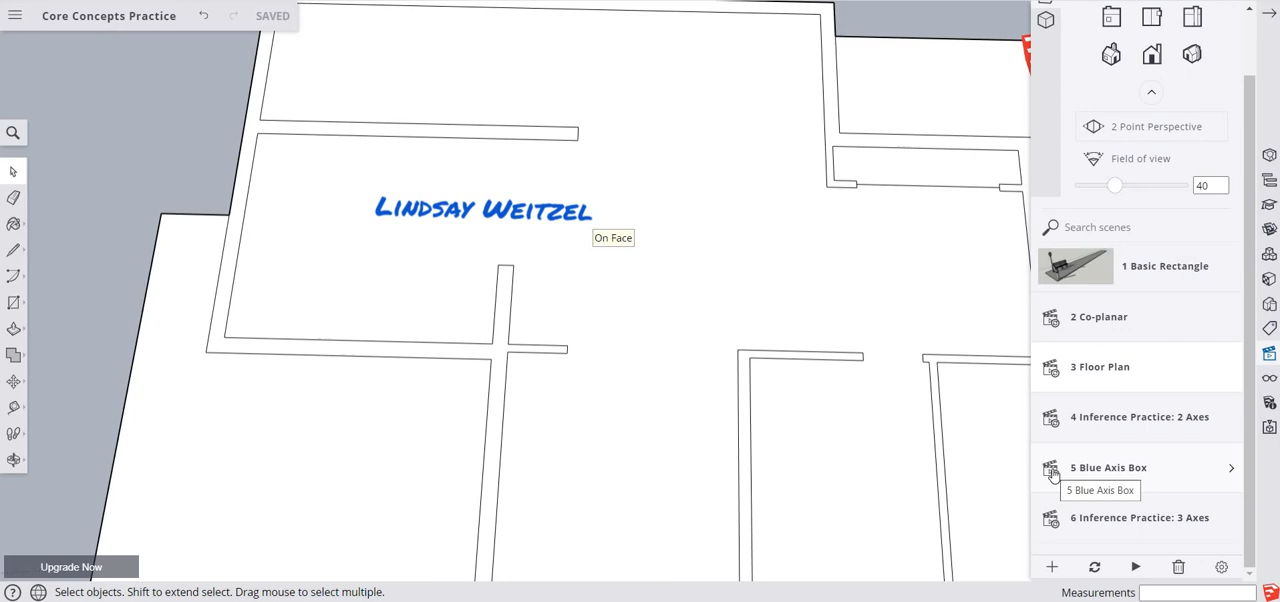 Core Concepts Practice
SAVED
2 Point Perspective
Field of view
40
Search scenes
1 Basic Rectangle
2 Co-planar
3 Floor Plan
4 Inference Practice: 2 Axes
5 Blue Axis Box
5 Blue Axis Box
6 Inference Practice: 3 Axes
LINDSAY WEITZEL
On Face
Upgrade Now
Select objects. Shift to extend select. Drag mouse to select multiple.
Measurements